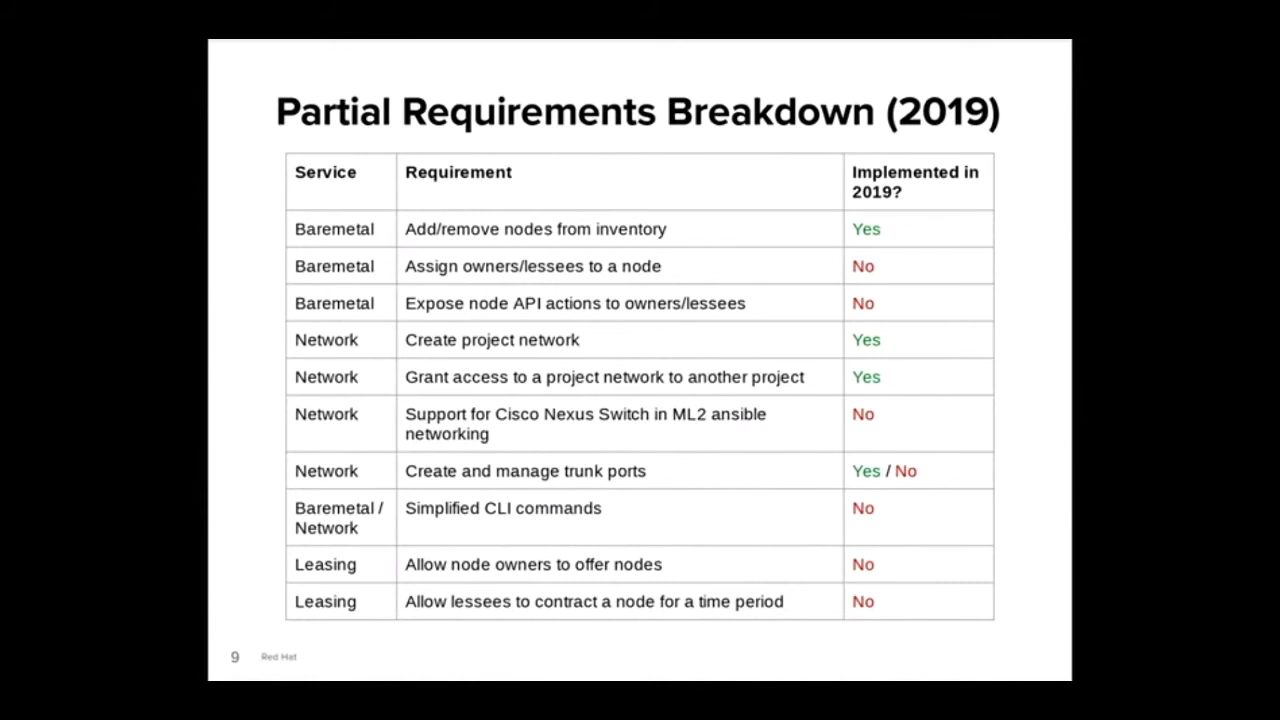 Partial Requirements Breakdown (2019)
Service Requirement Implemented in
2019?
Baremetal Add/remove nodes from inventory Yes
Baremetal Assign owners/lessees to a node No
Baremetal Expose node API actions to owners/lessees No
Network Create project network Yes
Network Grant access to a project network to another project Yes
Network Support for Cisco Nexus Switch in ML2 ansible No
networking
Network Create and manage trunk ports Yes / No
Baremetal / Simplified CLI commands No
Network
Leasing Allow node owners to offer nodes No
Leasing Allow lessees to contract a node for a time period No
9 Red Hat